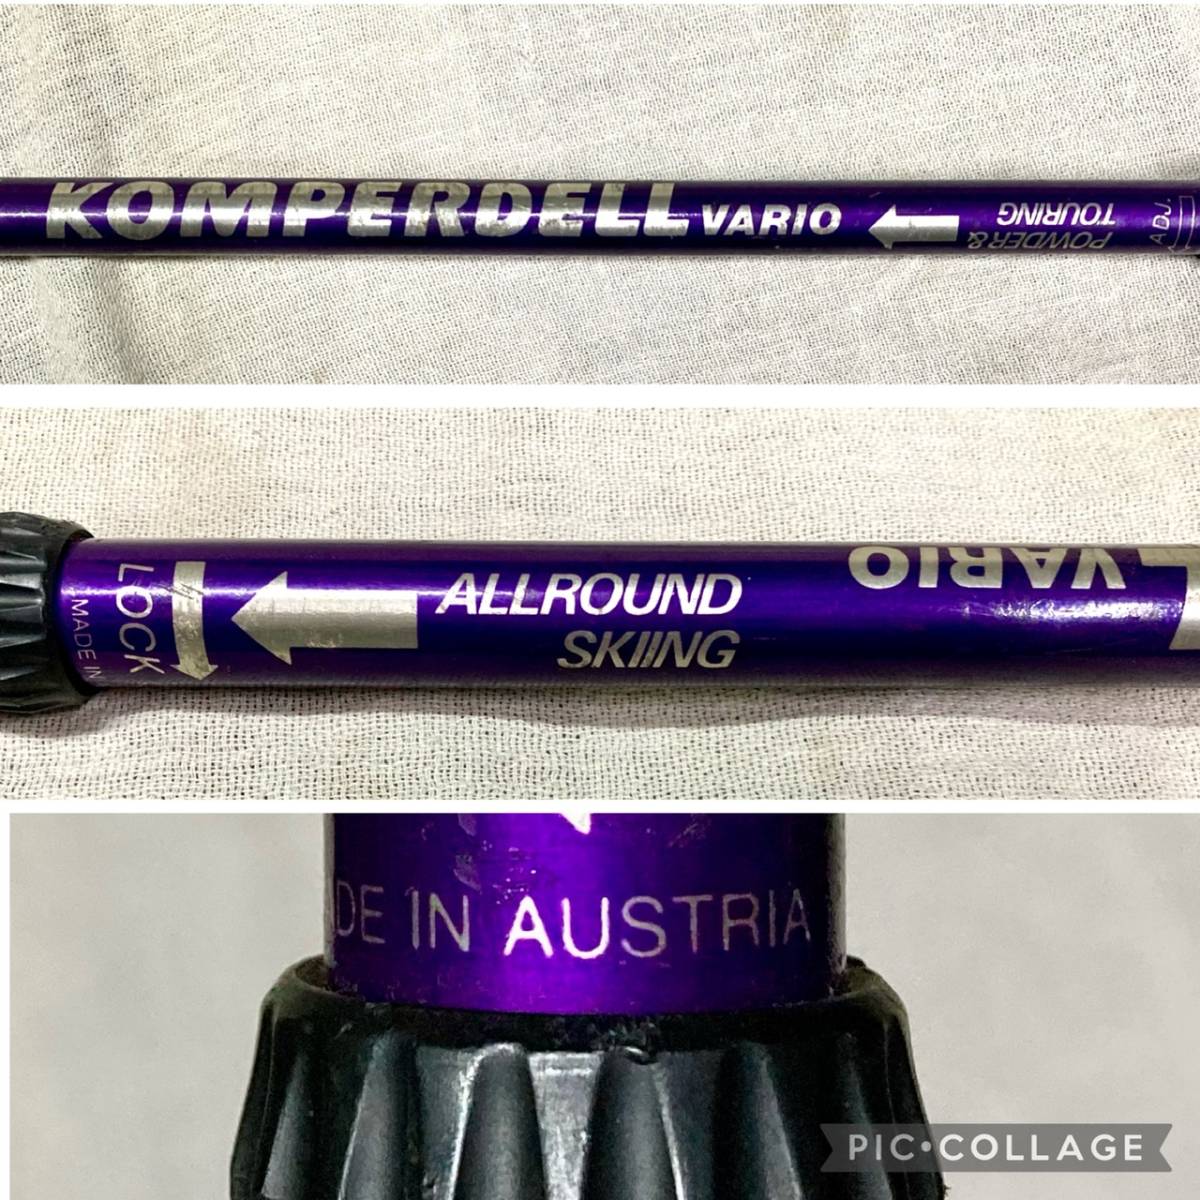 KOMPERDELL VARIO
POWDER &
TOURING
ADJ.
LOCK
MADE IN
ALLROUND
SKIING
VARIO
DE IN AUSTRIA
PIC•COLLAGE